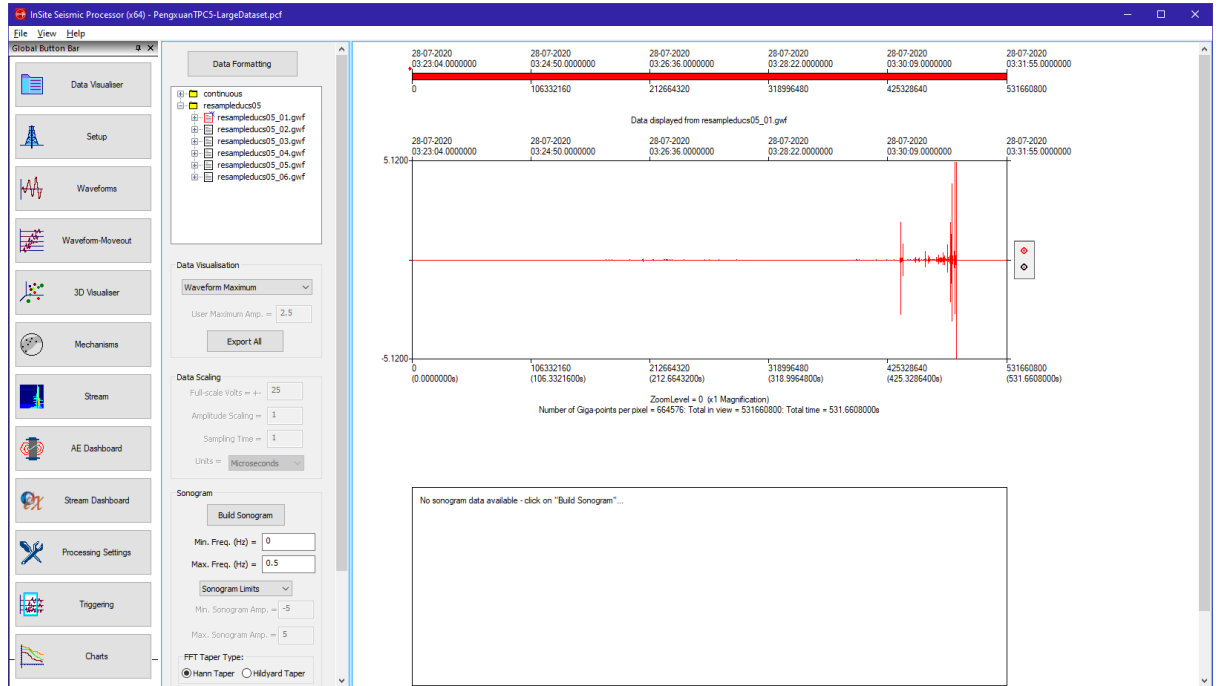 InSite Seismic Processor (x64) - PengxuanTPC5-LargeDataset.pcf
File View Help
Global Button Bar
Data Visualiser
Setup
Waveforms
Waveform-Moveout
3D Visualiser
Mechanisms
Stream
AE Dashboard
Stream Dashboard
Processing Settings
Triggering
Charts
Data Formatting
continuous
resampleducs05
resampleducs05_01.gwf
resampleducs05_02.gwf
resampleducs05_03.gwf
resampleducs05_04.gwf
resampleducs05_05.gwf
resampleducs05_06.gwf
Data Visualisation
Waveform Maximum
User Maximum Amp. = 2.5
Export All
Data Scaling
Full-scale Volts = +- 25
Amplitude Scaling = 1
Sampling Time = 1
Units = Microseconds
Sonogram
Build Sonogram
Min. Freq. (Hz) = 0
Max. Freq. (Hz) = 0.5
Sonogram Limits
Min. Sonogram Amp. = -5
Max. Sonogram Amp. = 5
FFT Taper Type:
Hann Taper Hildyard Taper
28-07-2020 28-07-2020 28-07-2020 28-07-2020 28-07-2020 28-07-2020
03:23:04.0000000 03:24:50.0000000 03:26:36.0000000 03:28:22.0000000 03:30:09.0000000 03:31:55.0000000
0 106332160 212664320 318996480 425328640 531660800
Data displayed from resampleducs05_01.gwf
28-07-2020 28-07-2020 28-07-2020 28-07-2020 28-07-2020 28-07-2020
03:23:04.0000000 03:24:50.0000000 03:26:36.0000000 03:28:22.0000000 03:30:09.0000000 03:31:55.0000000
5.1200
-5.1200
0 106332160 212664320 318996480 425328640 531660800
(0.0000000s) (106.3321600s) (212.6643200s) (318.9964800s) (425.3286400s) (531.6608000s)
ZoomLevel = 0 (x1 Magnification)
Number of Giga-points per pixel = 664576: Total in view = 531660800: Total time = 531.6608000s
No sonogram data available - click on "Build Sonogram"...